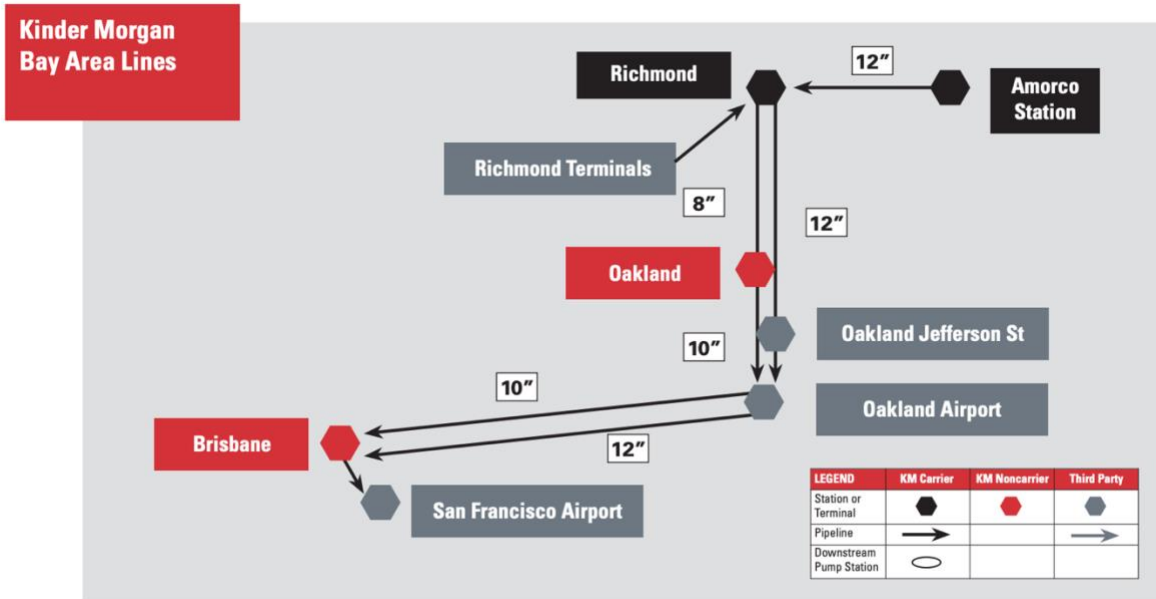 Kinder Morgan
Bay Area Lines
Richmond
12″
Amorco
Station
Richmond Terminals
8″
12″
Oakland
Oakland Jefferson St
10″
10″
Oakland Airport
Brisbane
12″
San Francisco Airport
LEGEND KM Carrier KM Noncarrier Third Party
Station or
Terminal
Pipeline
Downstream
Pump Station